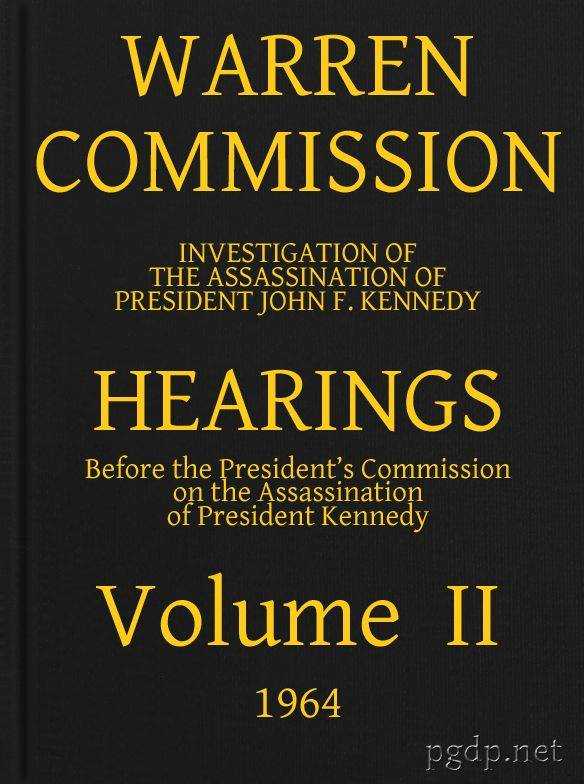 WARREN
COMMISSION
INVESTIGATION OF
THE ASSASSINATION OF
PRESIDENT JOHN F. KENNEDY
HEARINGS
Before the President’s Commission
on the Assassination
of President Kennedy
Volume II
1964
pgdp.net